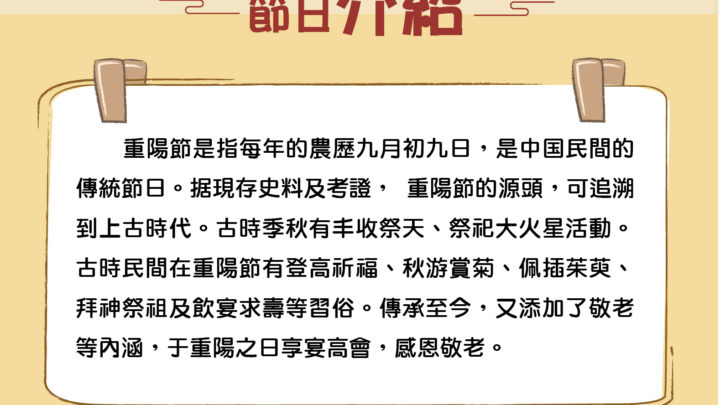 節日介紹
重陽節是指每年的農歷九月初九日，是中国民間的
傳統節日。据現存史料及考證， 重陽節的源頭，可追溯
到上古時代。古時季秋有丰收祭天、祭祀大火星活動。
古時民間在重陽節有登高祈福、秋游賞菊、佩插茱萸、
拜神祭祖及飲宴求壽等習俗。傳承至今，又添加了敬老
等內涵，于重陽之日享宴高會，感恩敬老。